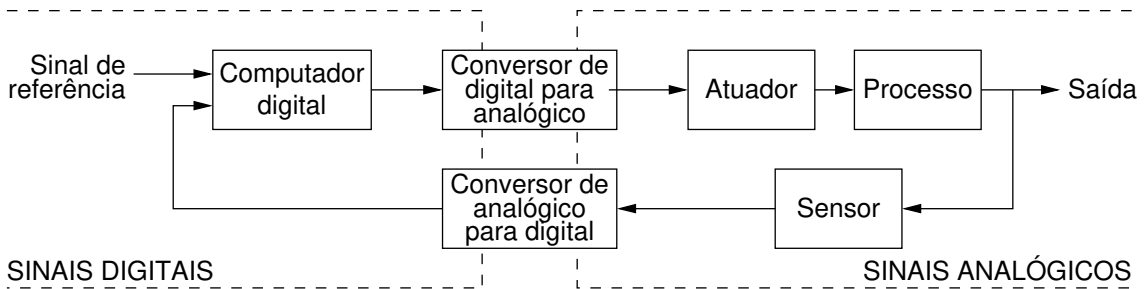 Sinal de
referência
Computador
digital
Conversor de
digital para
analógico
Atuador
Processo
Saída
Conversor de
analógico
para digital
Sensor
SINAIS DIGITAIS
SINAIS ANALÓGICOS